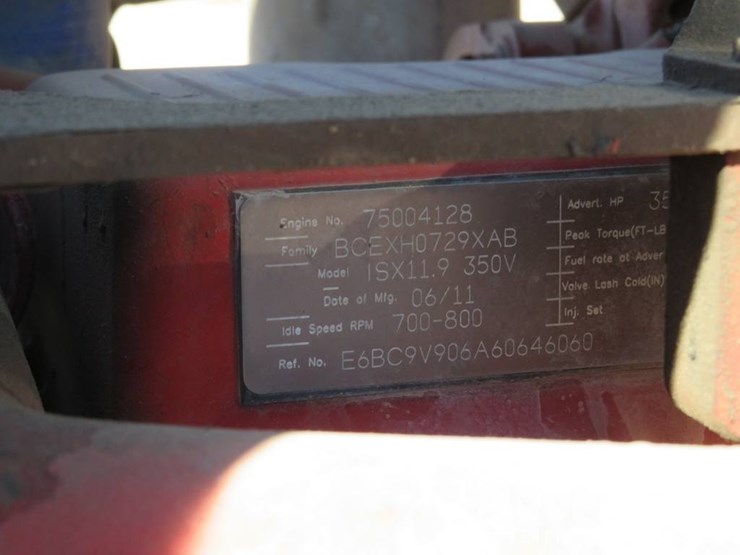 Engine No. 75004128
Family BCEXH0729XAB
Model ISX11.9 350V
Date of Mfg. 06/11
Idle Speed RPM 700-800
Ref. No. E6BC9V906A60646060
Advert. HP 35
Peak Torque(FT-LB
Fuel rate at Adver
Valve Lash Cold(IN)
Inj. Set